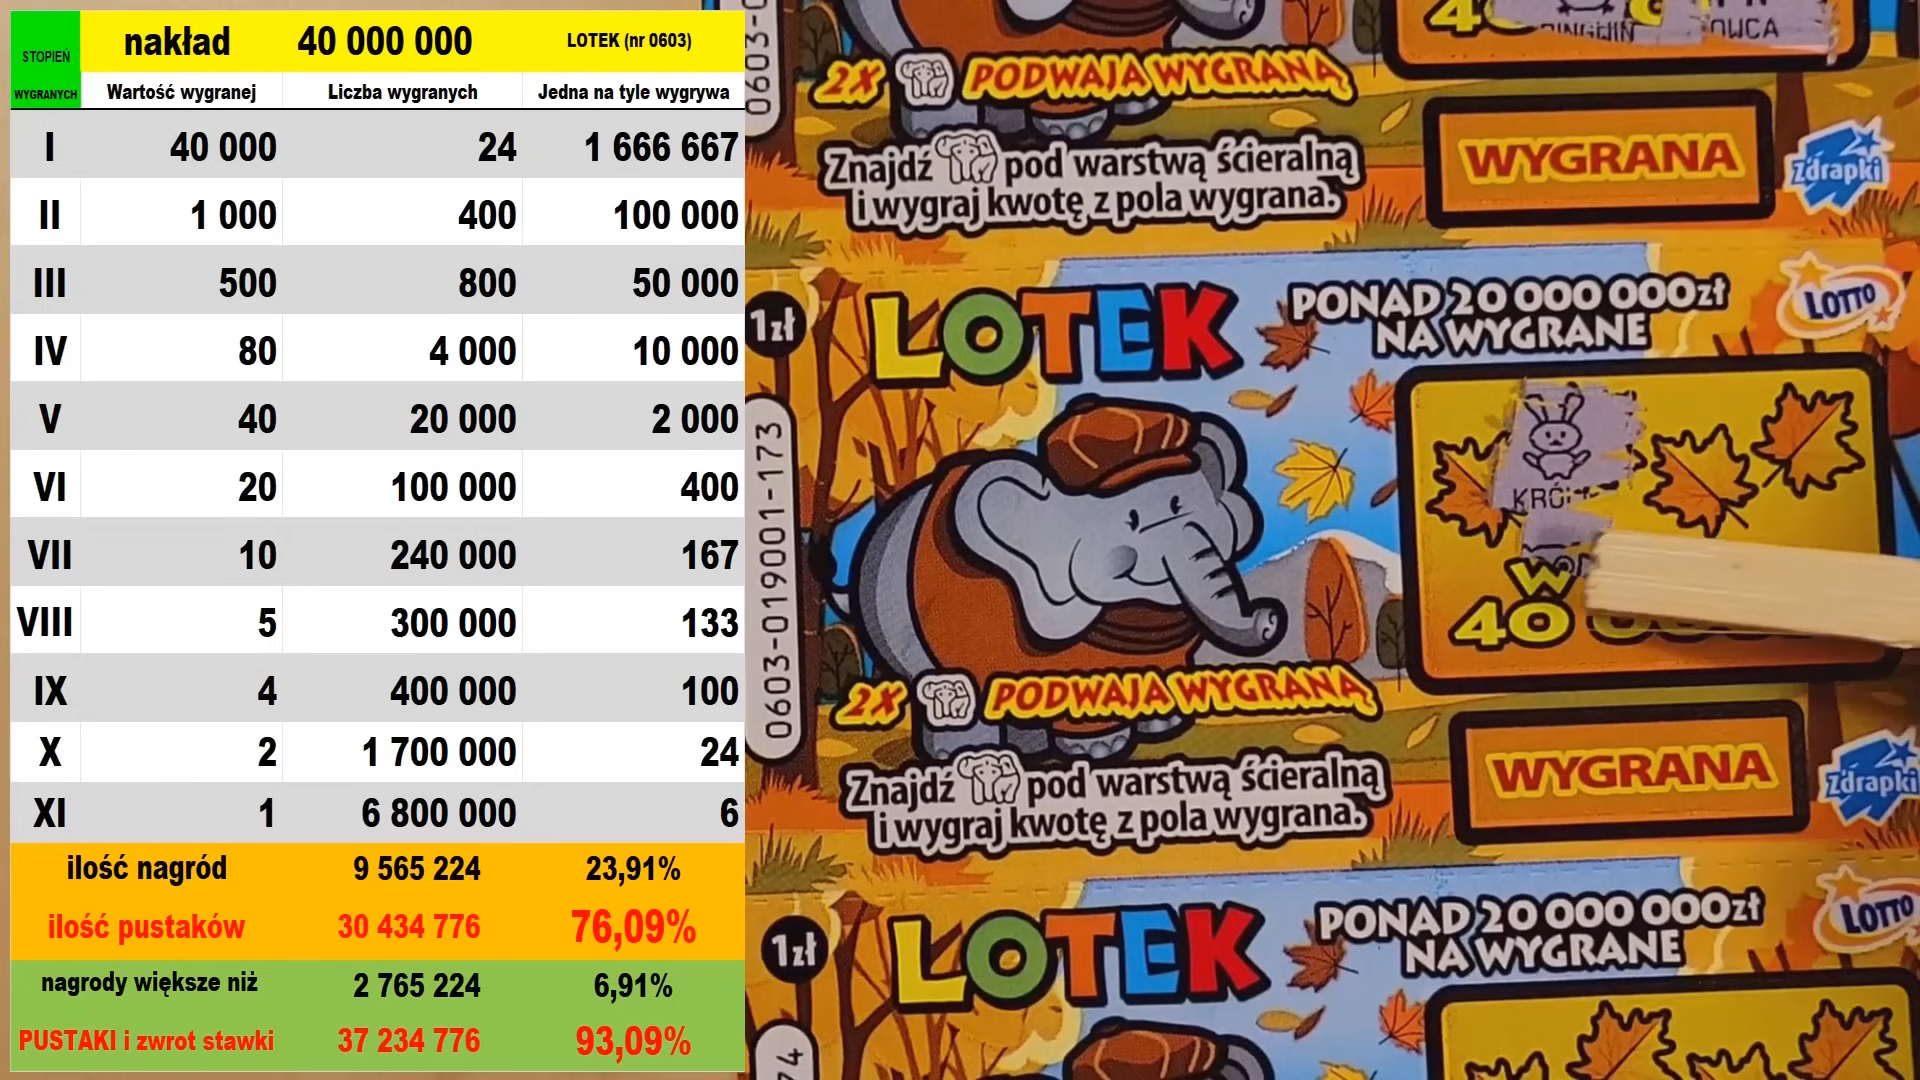 STOPIEŃ
WYGRANYCH
nakład 40 000 000 LOTEK (nr 0603)
Wartość wygranej Liczba wygranych Jedna na tyle wygrywa
I 40 000 24 1 666 667
II 1 000 400 100 000
III 500 800 50 000
IV 80 4 000 10 000
V 40 20 000 2 000
VI 20 100 000 400
VII 10 240 000 167
VIII 5 300 000 133
IX 4 400 000 100
X 2 1 700 000 24
XI 1 6 800 000 6
ilość nagród 9 565 224 23,91%
ilość pustaków 30 434 776 76,09%
nagrody większe niż 2 765 224 6,91%
PUSTAKI i zwrot stawki 37 234 776 93,09%
0603-0
PINGWIN
OWCA
2X PODWAJA WYGRANĄ
Znajdź pod warstwą ścieralną
i wygraj kwotę z pola wygrana.
WYGRANA
Zdrapki
1zł
LOTEK
PONAD 20 000 000zł
NA WYGRANE
LOTTO
0603-019001-173
KRÓL
W
40
2X PODWAJA WYGRANĄ
Znajdź pod warstwą ścieralną
i wygraj kwotę z pola wygrana.
WYGRANA
Zdrapki
1zł
LOTEK
PONAD 20 000 000zł
NA WYGRANE
LOTTO
74